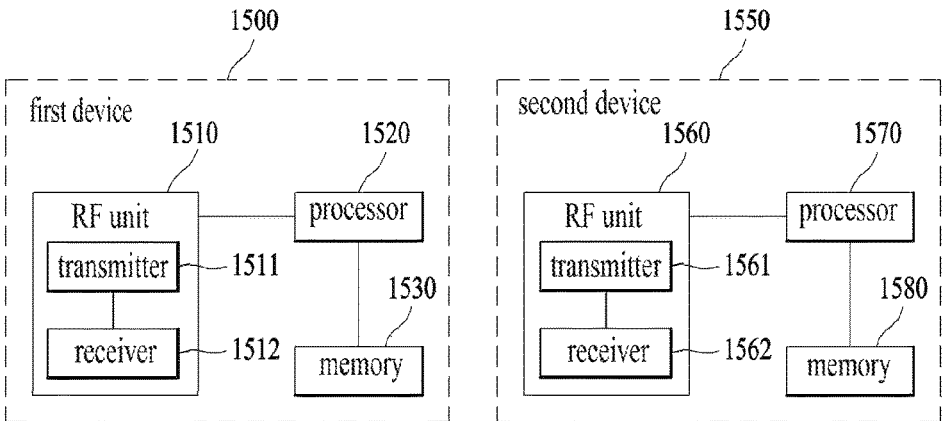 1500
first device
1510
1520
RF unit
processor
transmitter
1511
1530
receiver
1512
memory
1550
second device
1560
1570
RF unit
processor
transmitter
1561
1580
receiver
1562
memory